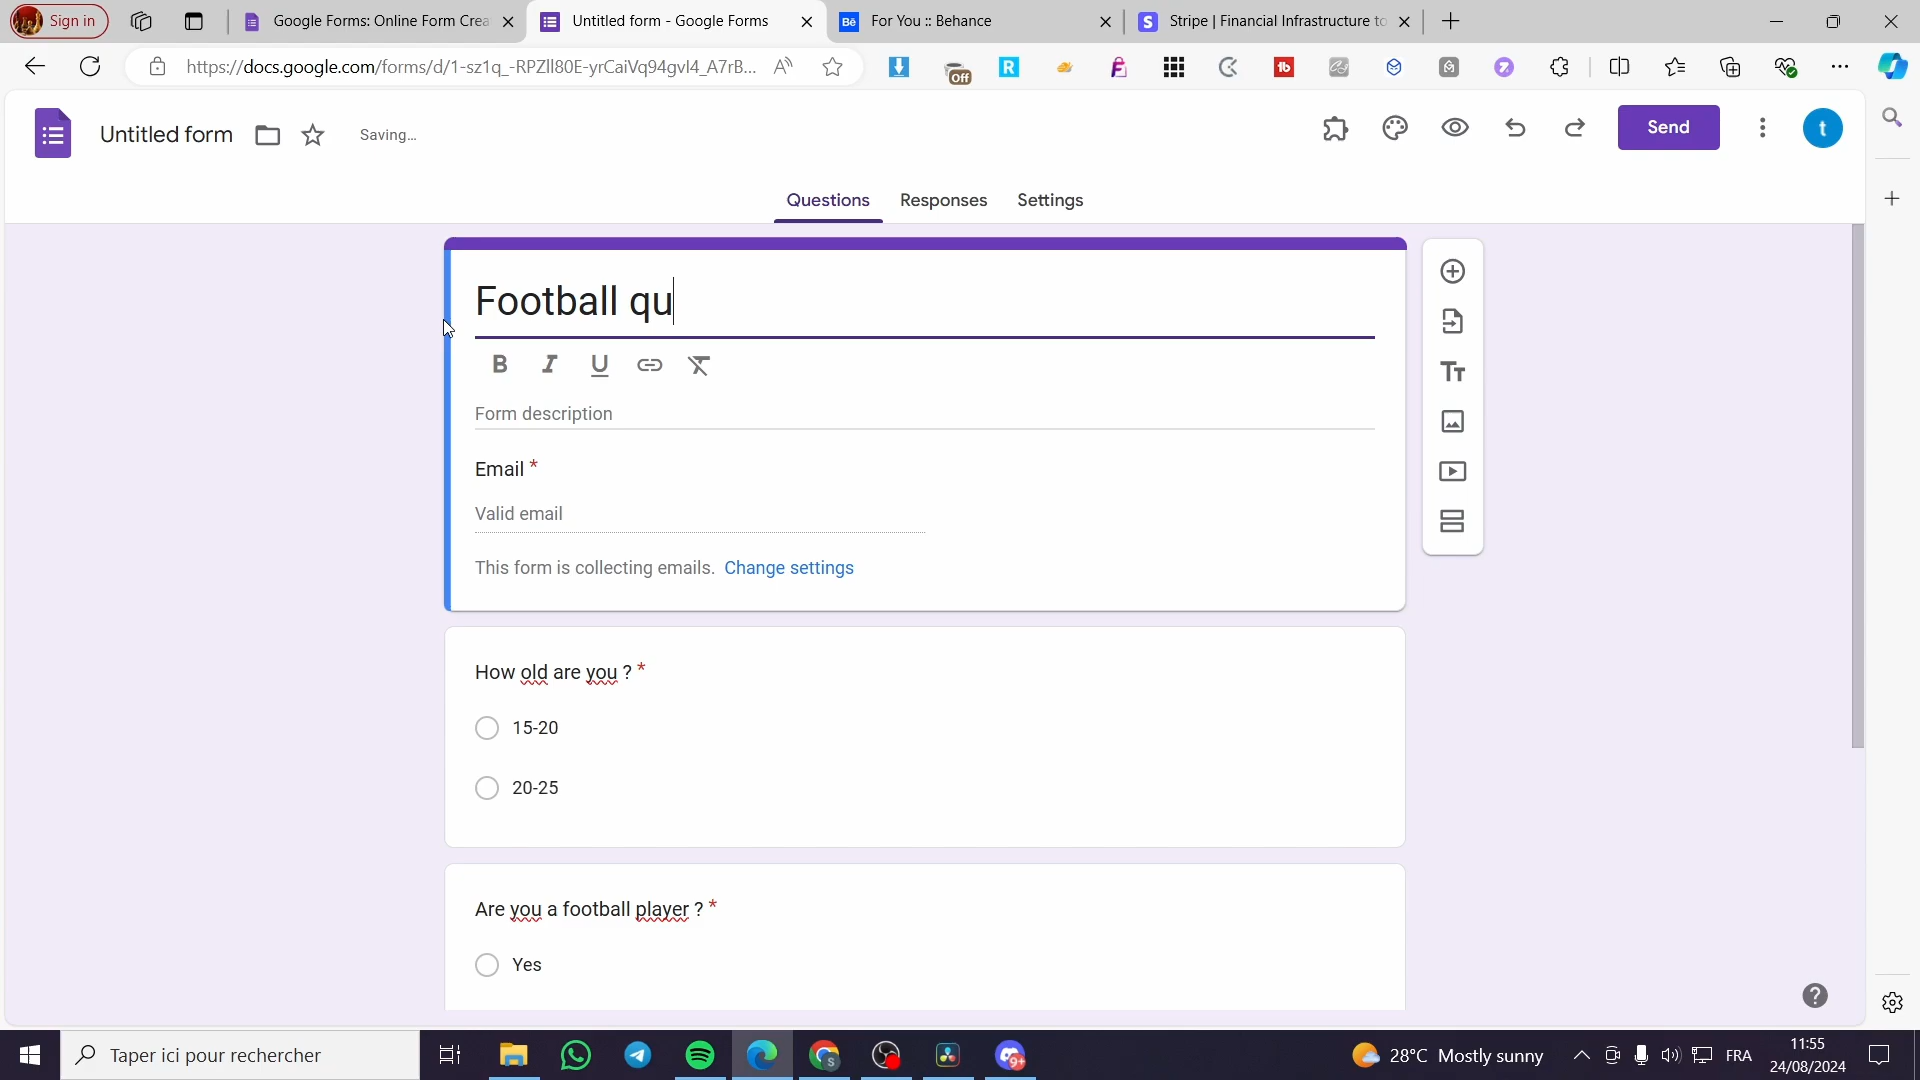 Sign in
Google Forms: Online Form Crea
Untitled form - Google Forms
Bē For You :: Behance
S Stripe | Financial Infrastructure to
https://docs.google.com/forms/d/1-sz1q_-RPZlI80E-yrCaiVq94gvl4_A7rB...
Off
R
Untitled form
Saving...
Send
t
Questions
Responses
Settings
Football qu
B I U
Form description
Email *
Valid email
This form is collecting emails. Change settings
How old are you ? *
15-20
20-25
Are you a football player ? *
Yes
Taper ici pour rechercher
9+
28°C Mostly sunny
FRA
11:55
24/08/2024